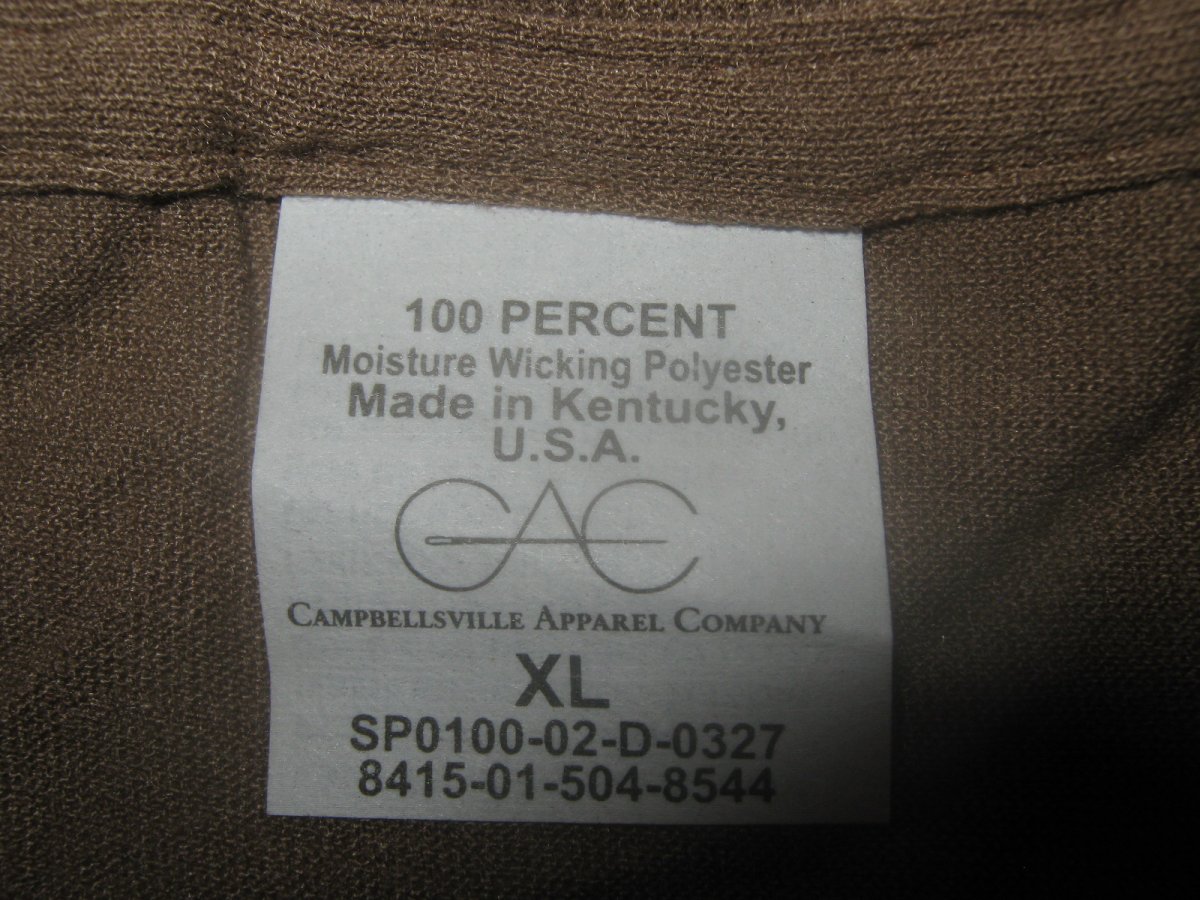 100 PERCENT
Moisture Wicking Polyester
Made in Kentucky,
U.S.A.
CAC
CAMPBELLSVILLE APPAREL COMPANY
XL
SP0100-02-D-0327
8415-01-504-8544